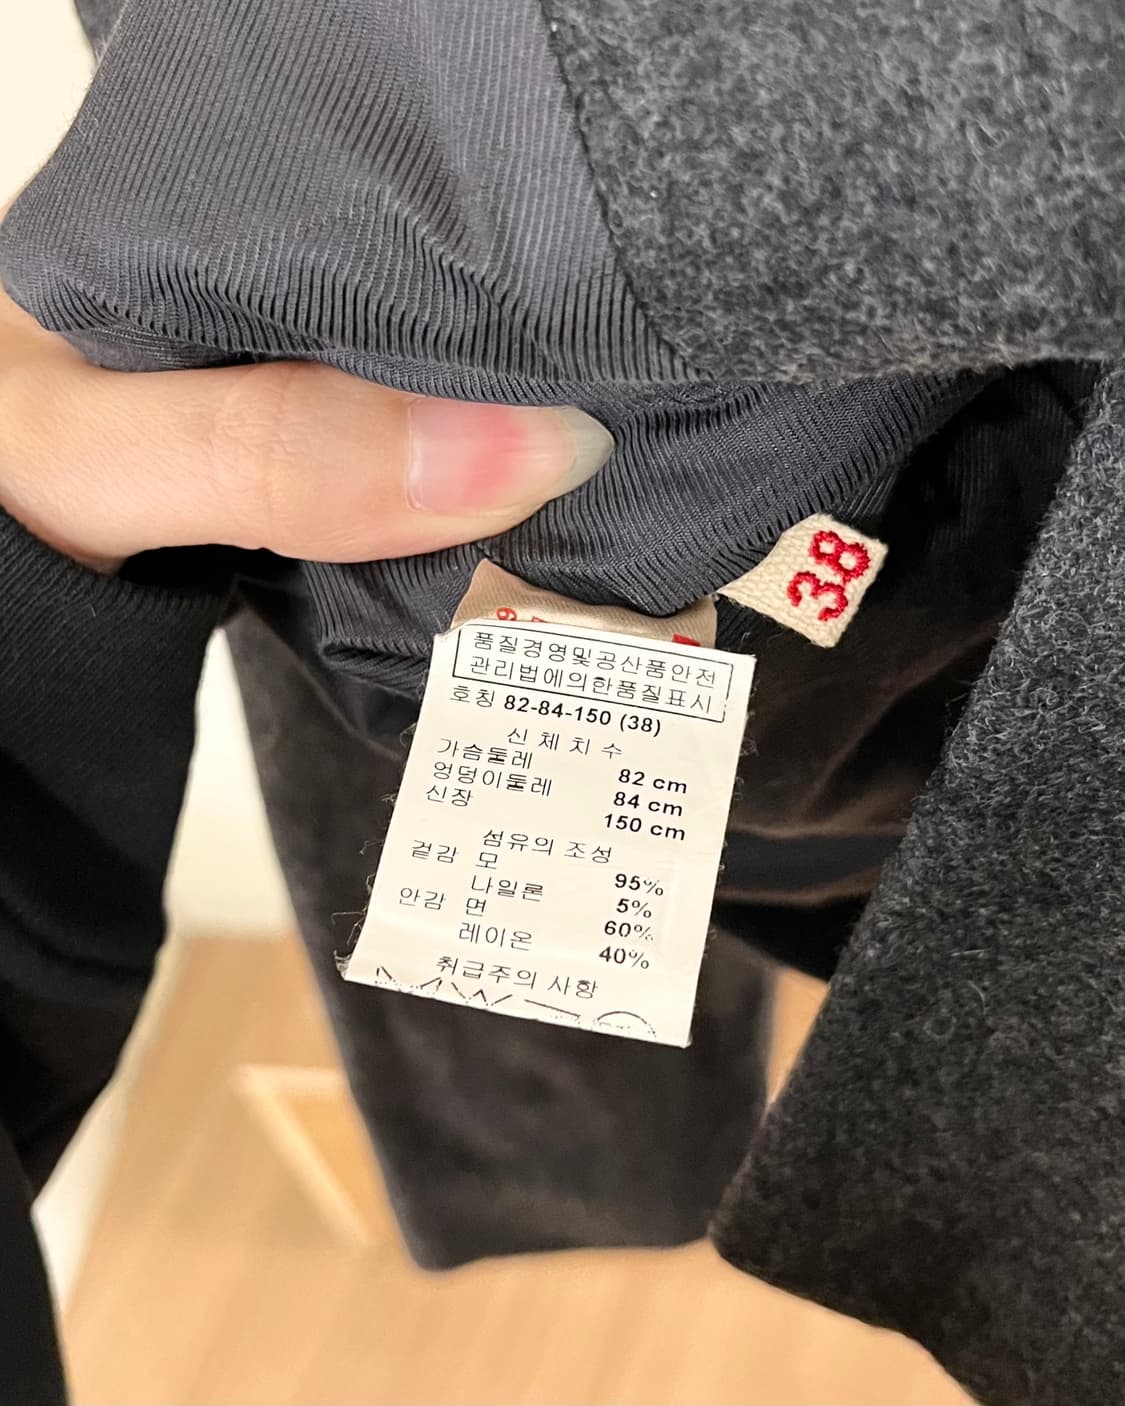 38
품질경영및공산품안전
관리법에의한품질표시
호칭 82-84-150 (38)
신 체 치 수
가슴둘레 82 cm
엉덩이둘레 84 cm
신장 150 cm
섬유의 조성
겉감 모 95%
나일론 5%
안감 면 60%
레이온 40%
취급주의 사항